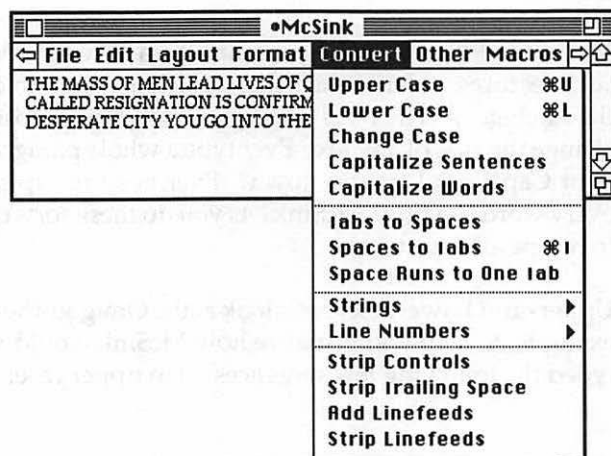 •McSink
File Edit Layout Format Convert Other Macros
THE MASS OF MEN LEAD LIVES OF
CALLED RESIGNATION IS CONFIRM
DESPERATE CITY YOU GO INTO THE
Upper Case ⌘U
Lower Case ⌘L
Change Case
Capitalize Sentences
Capitalize Words
Tabs to Spaces
Spaces to Tabs ⌘T
Space Runs to One Tab
Strings
Line Numbers
Strip Controls
Strip Trailing Space
Add Linefeeds
Strip Linefeeds